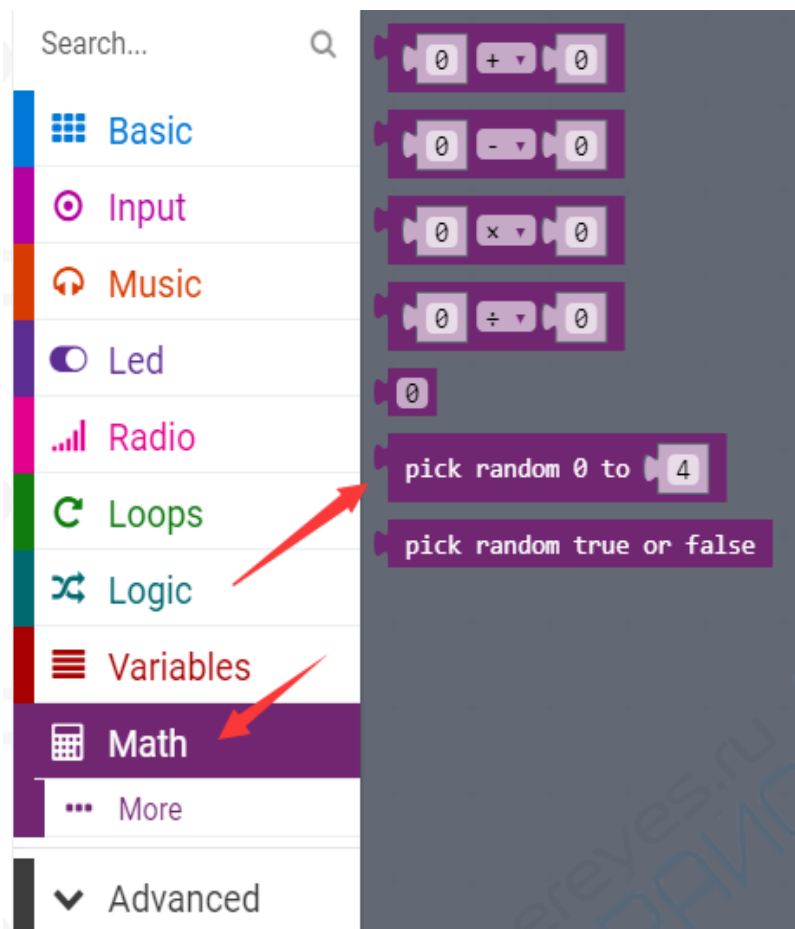 Search...
Basic
Input
Music
Led
Radio
Loops
Logic
Variables
Math
More
Advanced
0 + 0
0 - 0
0 × 0
0 ÷ 0
0
pick random 0 to 4
pick random true or false